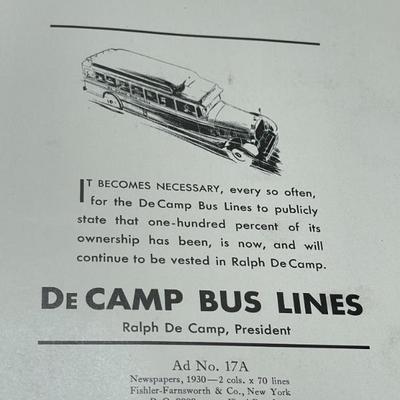 IT BECOMES NECESSARY, every so often,
for the De Camp Bus Lines to publicly
state that one-hundred percent of its
ownership has been, is now, and will
continue to be vested in Ralph De Camp.
DE CAMP BUS LINES
Ralph De Camp, President
Ad No. 17A
Newspapers, 1930—2 cols. x 70 lines
Fishler-Farnsworth & Co., New York